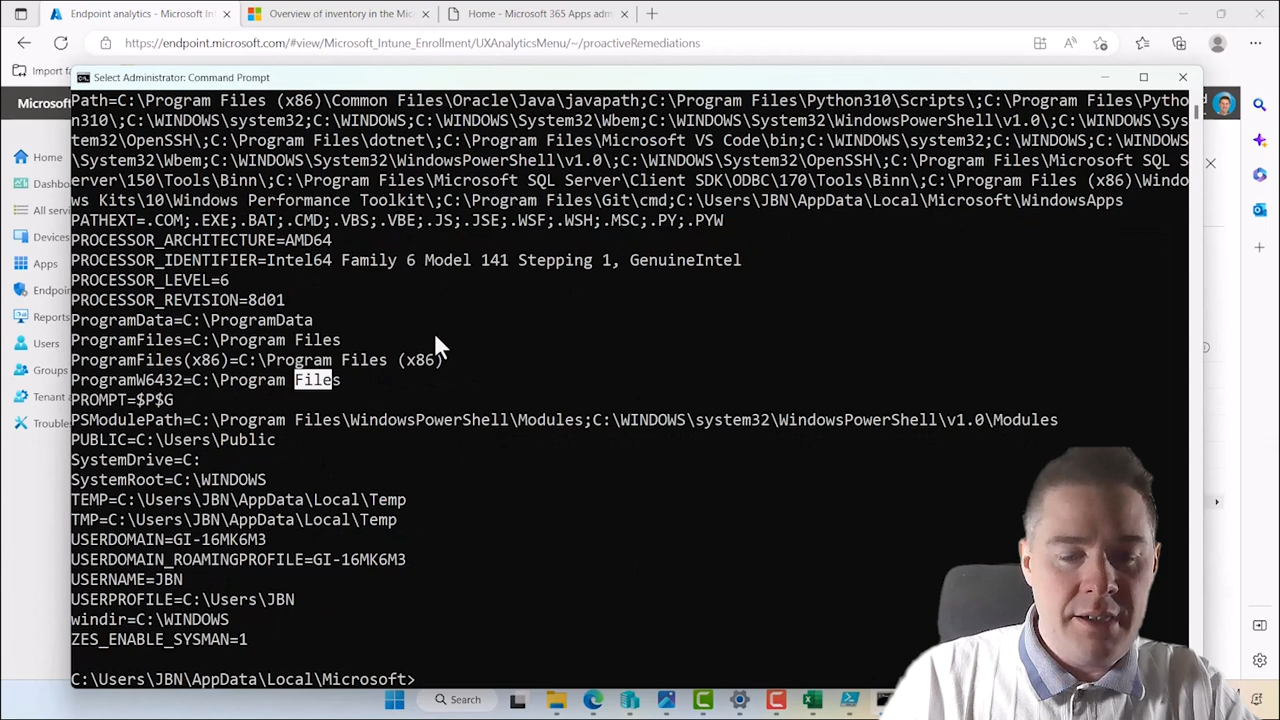 Endpoint analytics - Microsoft In
Overview of inventory in the Mic
Home - Microsoft 365 Apps adm
https://endpoint.microsoft.com/#view/Microsoft_Intune_Enrollment/UXAnalyticsMenu/~/proactiveRemediations
Import fa
Select Administrator: Command Prompt
Microsoft
Home
Dashbo
All servi
Devices
Apps
Endpoin
Reports
Users
Groups
Tenant a
Trouble
Path=C:\Program Files (x86)\Common Files\Oracle\Java\javapath;C:\Program Files\Python310\Scripts\;C:\Program Files\Pytho
n310\;C:\WINDOWS\system32;C:\WINDOWS;C:\WINDOWS\System32\Wbem;C:\WINDOWS\System32\WindowsPowerShell\v1.0\;C:\WINDOWS\Sys
tem32\OpenSSH\;C:\Program Files\dotnet\;C:\Program Files\Microsoft VS Code\bin;C:\WINDOWS\system32;C:\WINDOWS;C:\WINDOWS
\System32\Wbem;C:\WINDOWS\System32\WindowsPowerShell\v1.0\;C:\WINDOWS\System32\OpenSSH\;C:\Program Files\Microsoft SQL S
erver\150\Tools\Binn\;C:\Program Files\Microsoft SQL Server\Client SDK\ODBC\170\Tools\Binn\;C:\Program Files (x86)\Windo
ws Kits\10\Windows Performance Toolkit\;C:\Program Files\Git\cmd;C:\Users\JBN\AppData\Local\Microsoft\WindowsApps
PATHEXT=.COM;.EXE;.BAT;.CMD;.VBS;.VBE;.JS;.JSE;.WSF;.WSH;.MSC;.PY;.PYW
PROCESSOR_ARCHITECTURE=AMD64
PROCESSOR_IDENTIFIER=Intel64 Family 6 Model 141 Stepping 1, GenuineIntel
PROCESSOR_LEVEL=6
PROCESSOR_REVISION=8d01
ProgramData=C:\ProgramData
ProgramFiles=C:\Program Files
ProgramFiles(x86)=C:\Program Files (x86)
ProgramW6432=C:\Program Files
PROMPT=$P$G
PSModulePath=C:\Program Files\WindowsPowerShell\Modules;C:\WINDOWS\system32\WindowsPowerShell\v1.0\Modules
PUBLIC=C:\Users\Public
SystemDrive=C:
SystemRoot=C:\WINDOWS
TEMP=C:\Users\JBN\AppData\Local\Temp
TMP=C:\Users\JBN\AppData\Local\Temp
USERDOMAIN=GI-16MK6M3
USERDOMAIN_ROAMINGPROFILE=GI-16MK6M3
USERNAME=JBN
USERPROFILE=C:\Users\JBN
windir=C:\WINDOWS
ZES_ENABLE_SYSMAN=1
C:\Users\JBN\AppData\Local\Microsoft>
Search